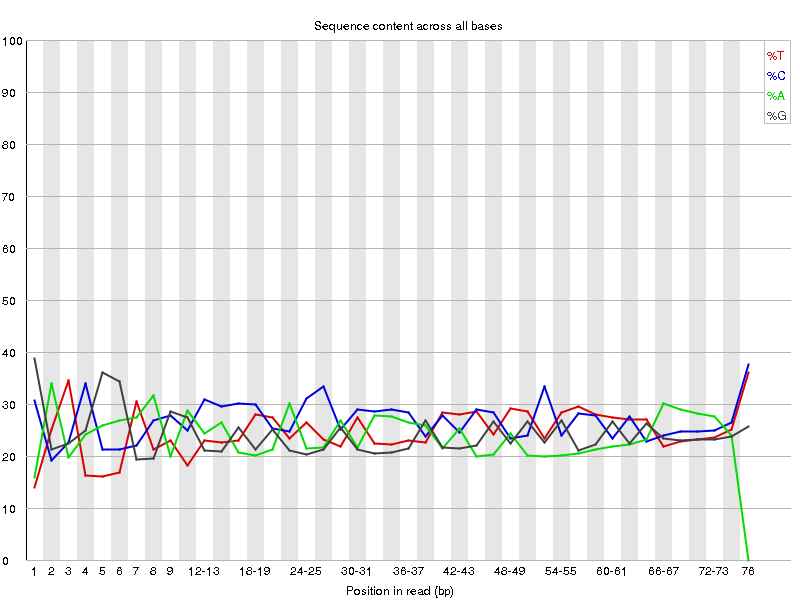 Sequence content across all bases
100
90
80
70
60
50
40
30
20
10
0
%T
%C
%A
%G
1 2 3 4 5 6 7 8 9 12-13 18-19 24-25 30-31 36-37 42-43 48-49 54-55 60-61 66-67 72-73 76
Position in read (bp)